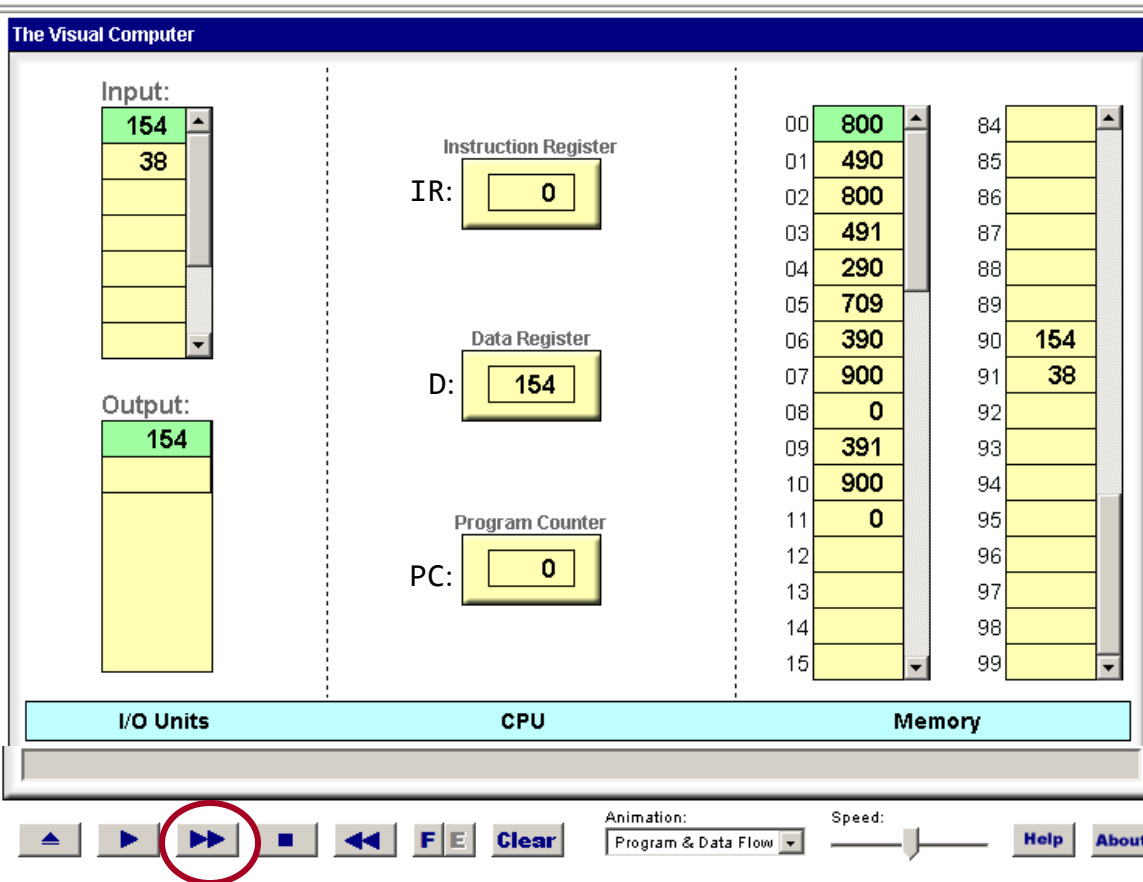 The Visual Computer
Input:
154
38
Output:
154
Instruction Register
IR: 0
Data Register
D: 154
Program Counter
PC: 0
00 800
01 490
02 800
03 491
04 290
05 709
06 390
07 900
08 0
09 391
10 900
11 0
12
13
14
15
84
85
86
87
88
89
90 154
91 38
92
93
94
95
96
97
98
99
I/O Units CPU Memory
F E Clear
Animation:
Program & Data Flow
Speed:
Help About